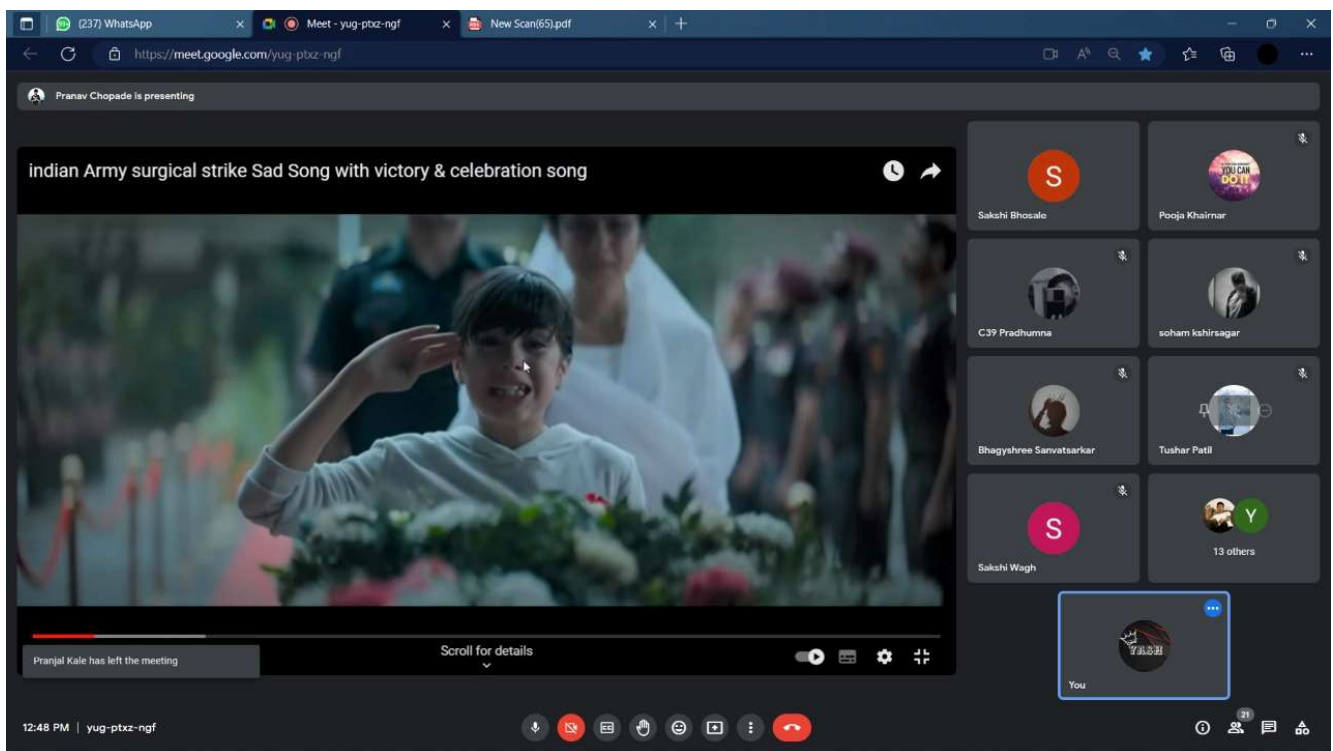 (237) WhatsApp
Meet - yug-ptxz-ngf
New Scan(65).pdf
https://meet.google.com/yug-ptxz-ngf
Pranav Chopade is presenting
indian Army surgical strike Sad Song with victory & celebration song
S
Sakshi Bhosale
YOU CAN
DO IT
Pooja Khairnar
C39 Pradhumna
soham kshirsagar
Bhagyshree Sanvatsarkar
Tushar Patil
S
Sakshi Wagh
Y
13 others
YASH
You
Scroll for details
Pranjal Kale has left the meeting
12:48 PM | yug-ptxz-ngf
21